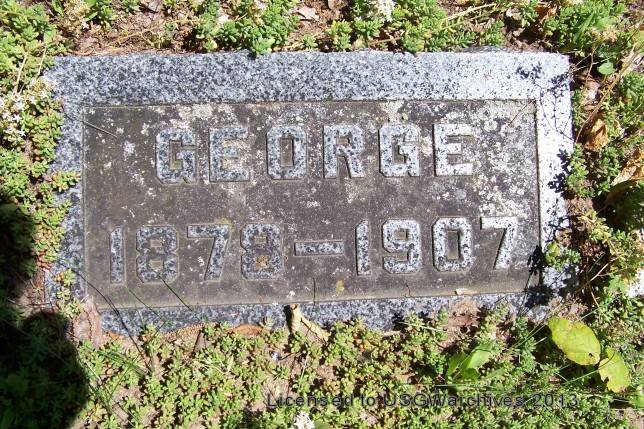 GEORGE
1878-1907
Licensed to USGWarchives 2013